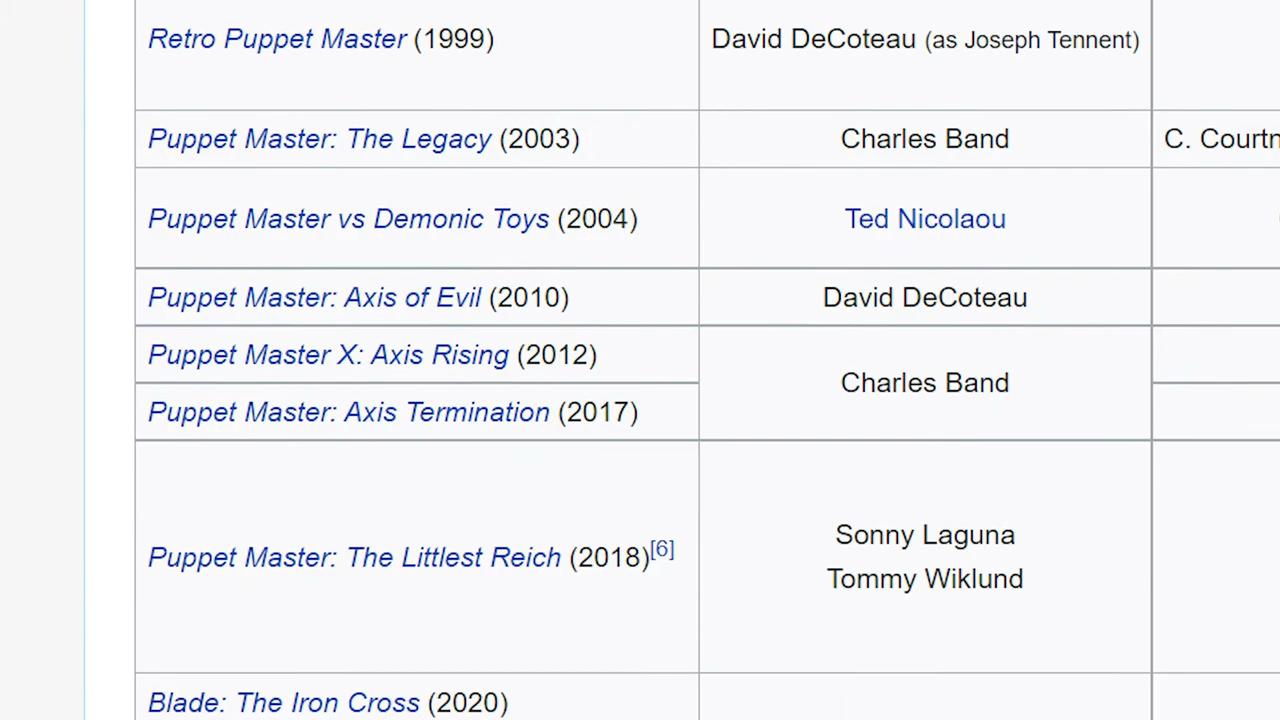 Retro Puppet Master (1999) David DeCoteau (as Joseph Tennent)
Puppet Master: The Legacy (2003) Charles Band C. Courtn
Puppet Master vs Demonic Toys (2004) Ted Nicolaou
Puppet Master: Axis of Evil (2010) David DeCoteau
Puppet Master X: Axis Rising (2012)
Charles Band
Puppet Master: Axis Termination (2017)
Sonny Laguna
Puppet Master: The Littlest Reich (2018)[6]
Tommy Wiklund
Blade: The Iron Cross (2020)